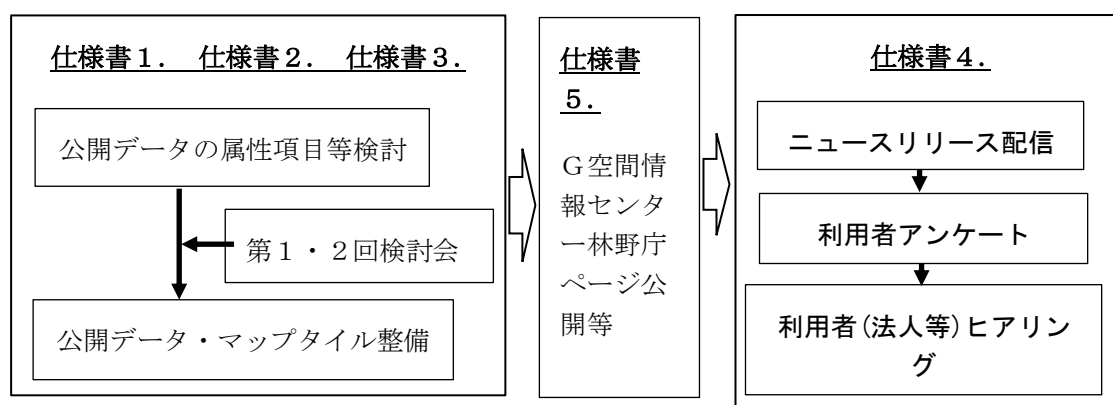 仕様書1. 仕様書2. 仕様書3.
公開データの属性項目等検討
第1・2回検討会
公開データ・マップタイル整備
仕様書
5.
G空間情
報センタ
ー林野庁
ページ公
開等
仕様書4.
ニュースリリース配信
利用者アンケート
利用者(法人等)ヒアリン
グ